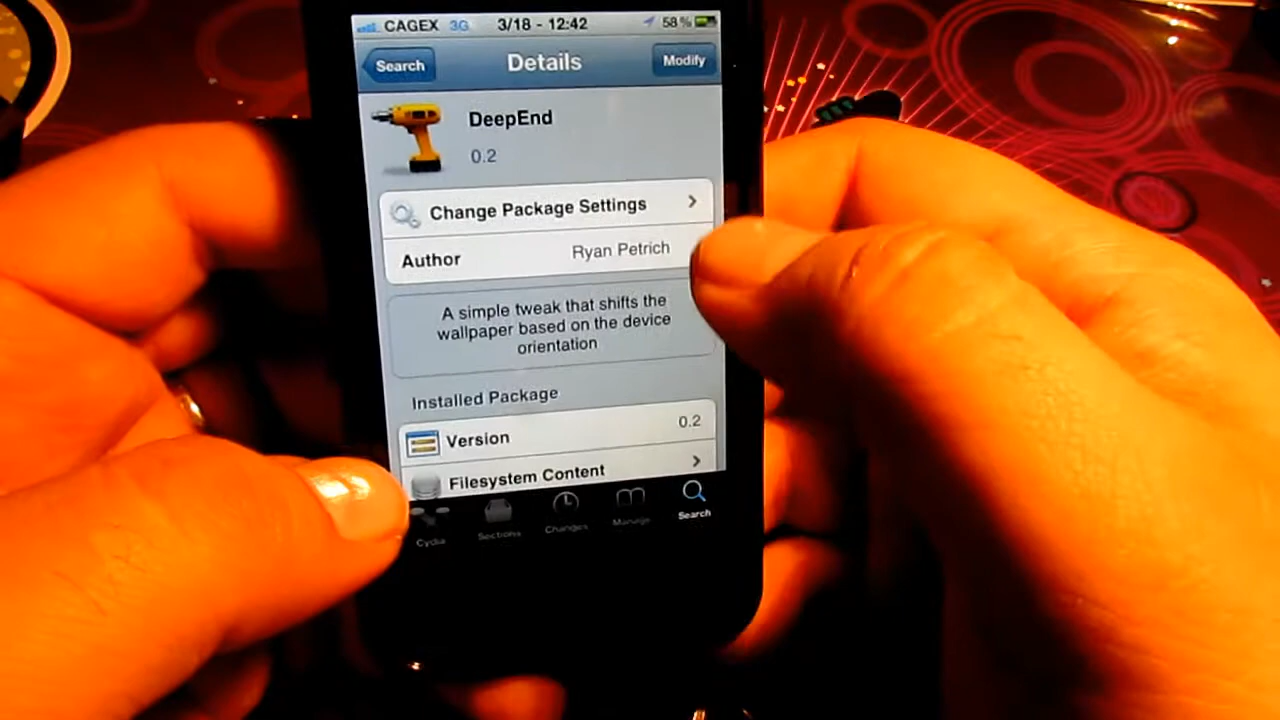 CAGEX 3G 3/18 - 12:42 58%
Search Details Modify
DeepEnd
0.2
Change Package Settings
Author Ryan Petrich
A simple tweak that shifts the
wallpaper based on the device
orientation
Installed Package
Version 0.2
Filesystem Content
Cydia Sections Changes Manage Search